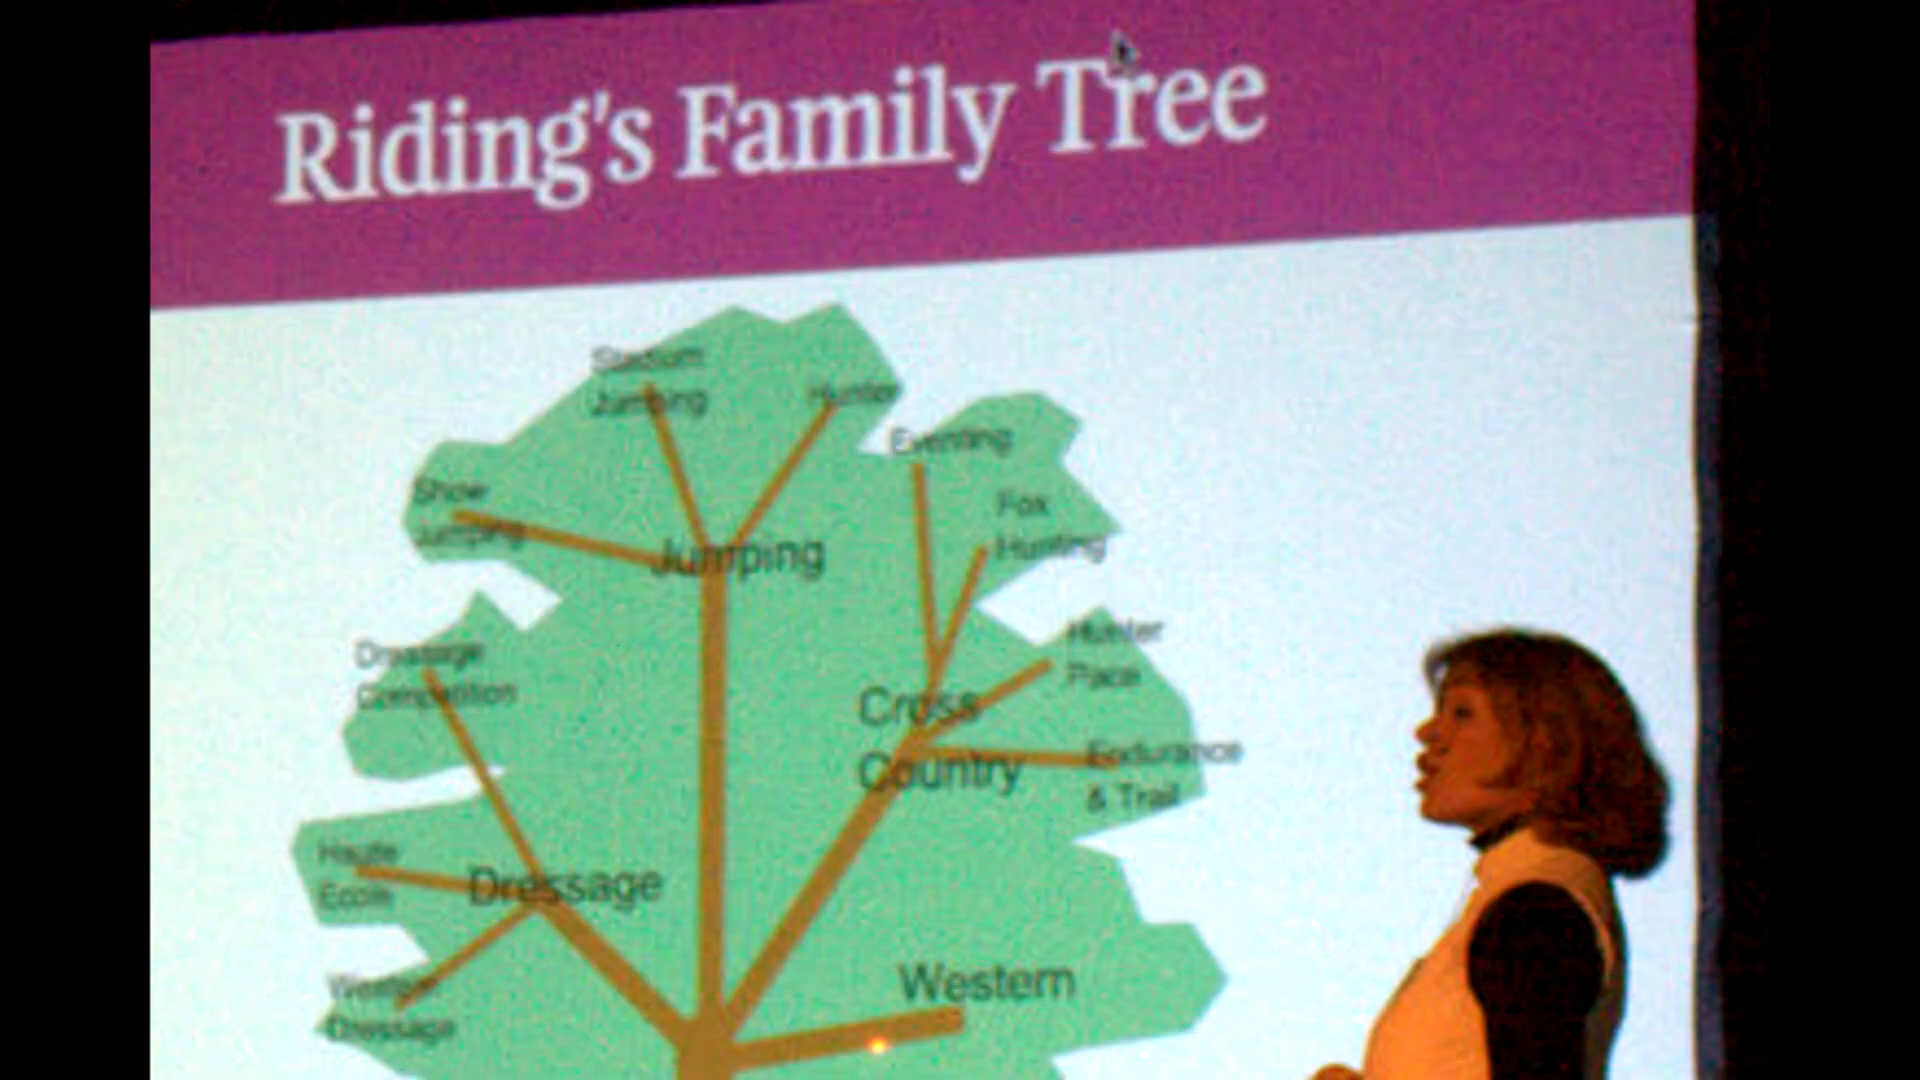 Riding's Family Tree
Stadium
Jumping
Hunter
Eventing
Show
Jumping
Fox
Hunting
Jumping
Dressage
Competition
Hunter
Pace
Cross
Country
Endurance
& Trail
Haute
Ecole
Dressage
Western
Western
Dressage